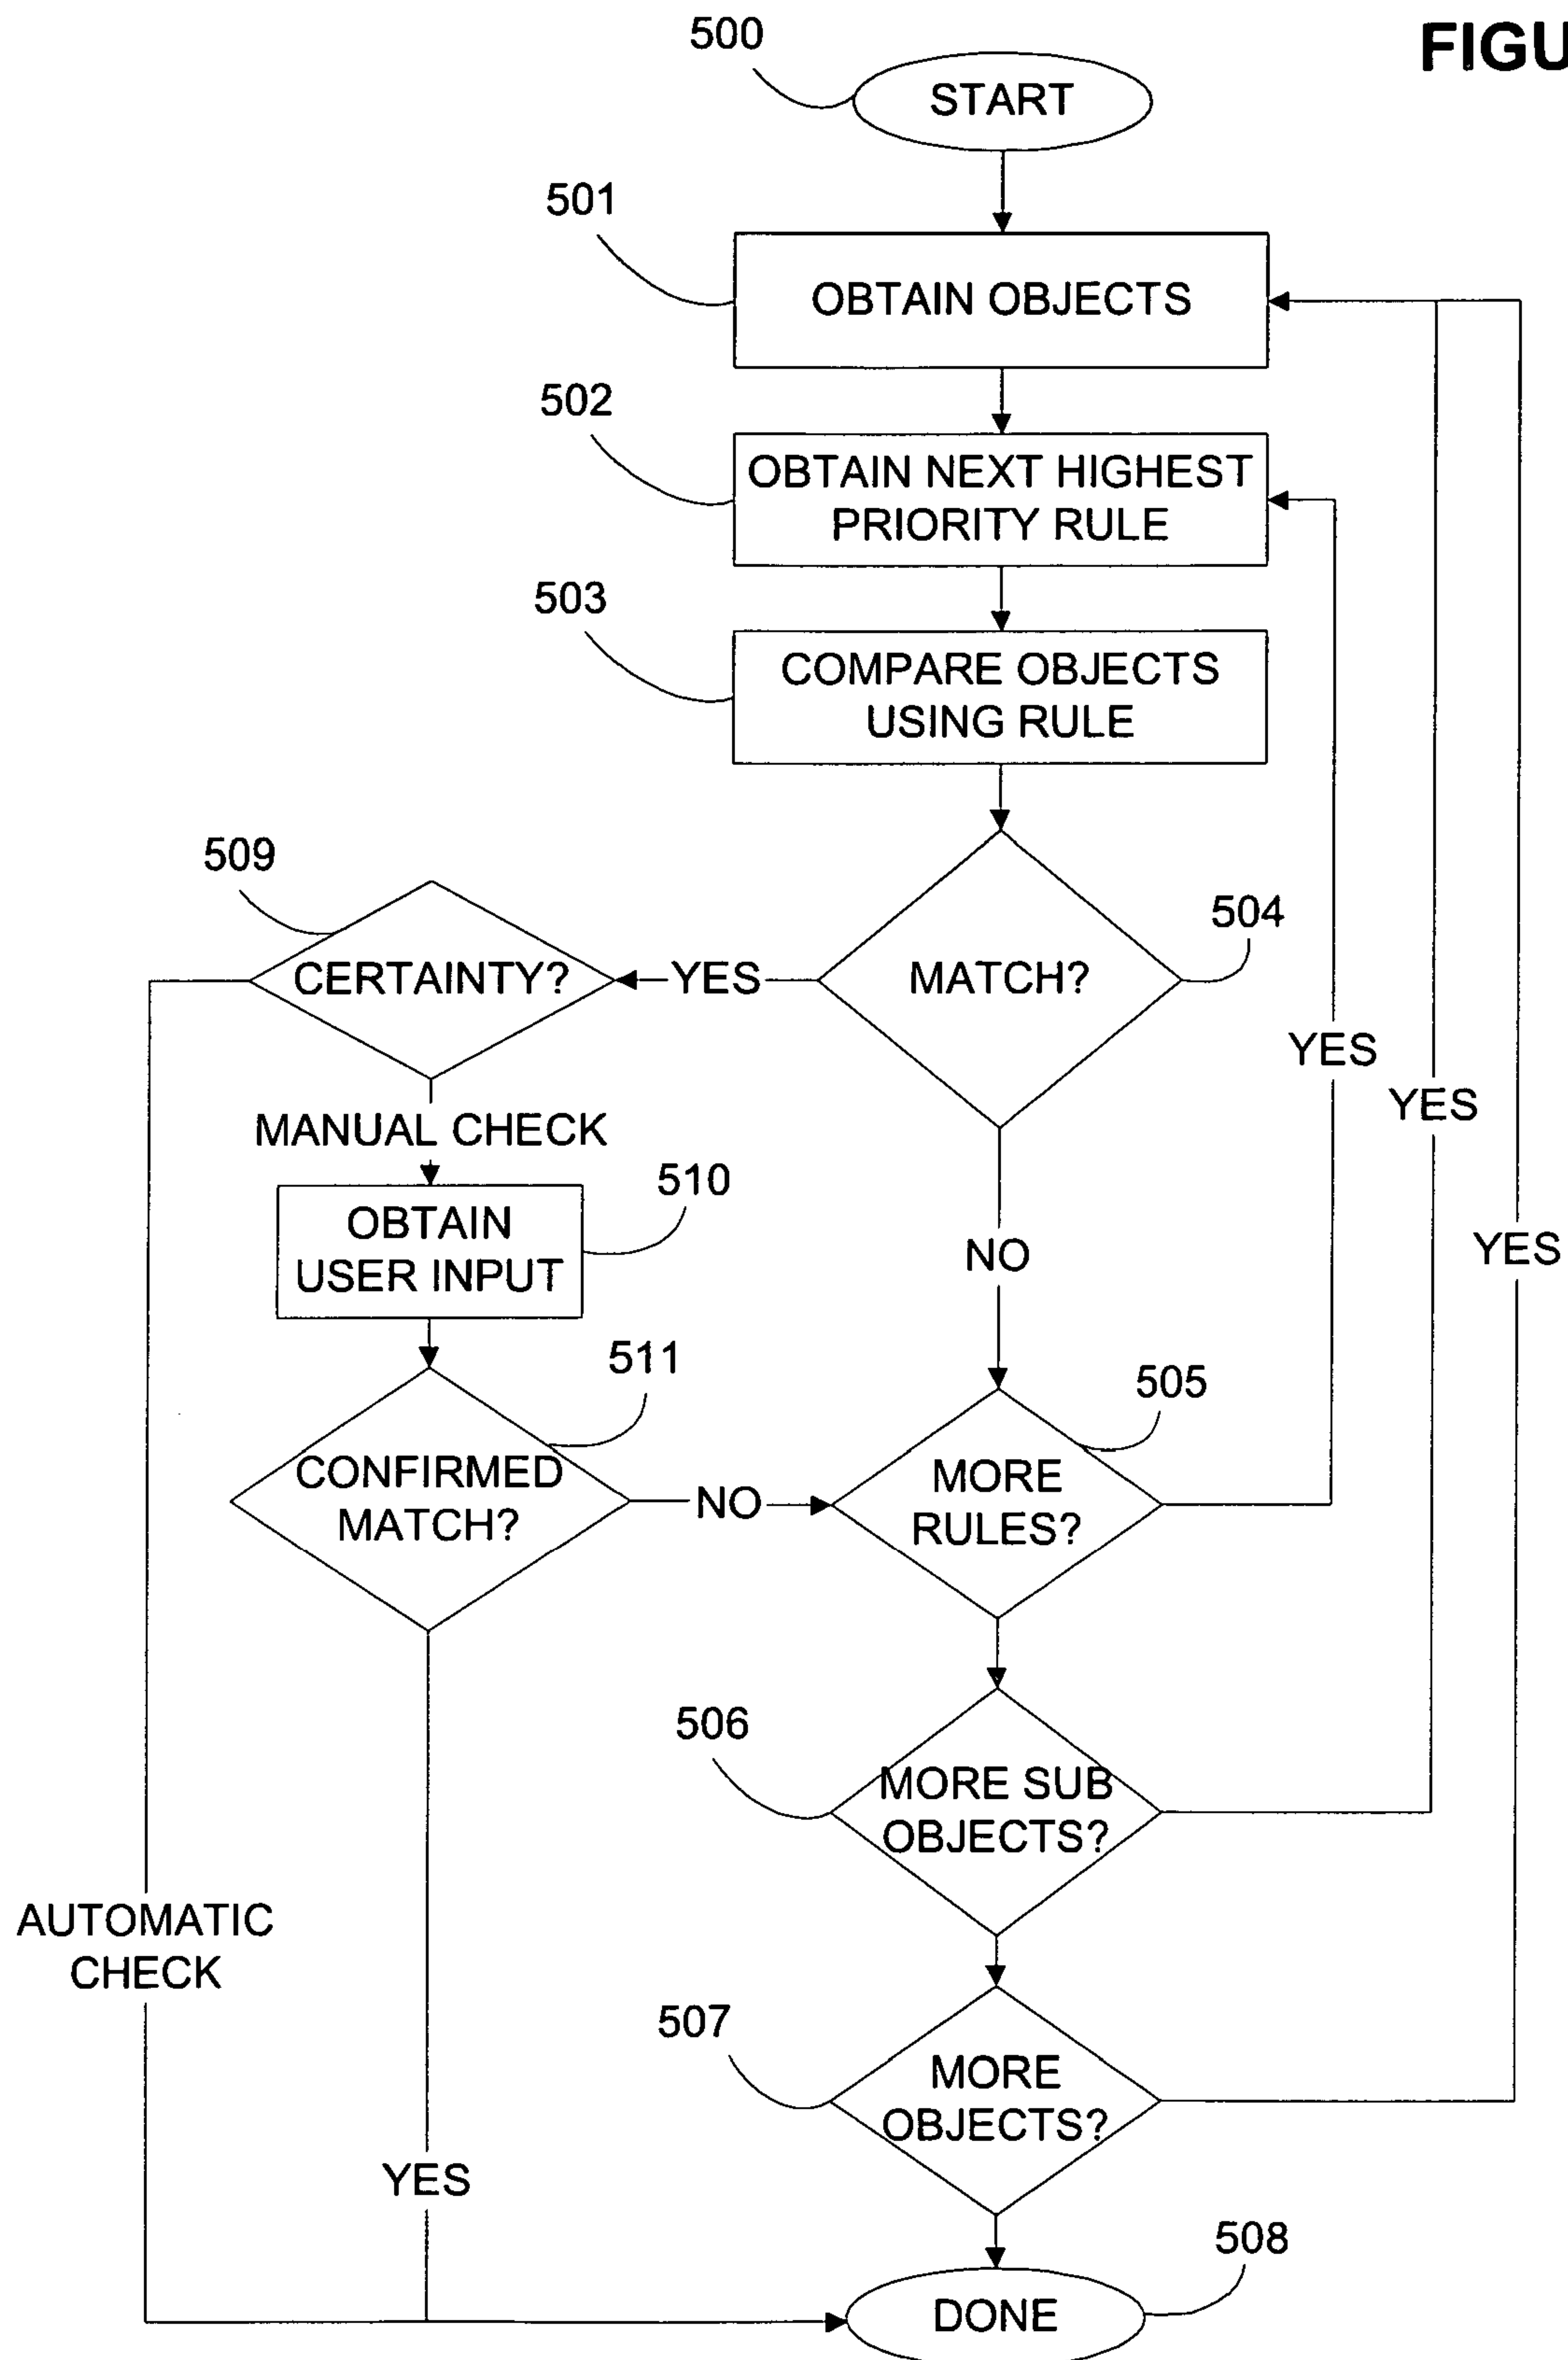 500
FIGU
START
501
OBTAIN OBJECTS
502
OBTAIN NEXT HIGHEST
PRIORITY RULE
503
COMPARE OBJECTS
USING RULE
509
504
CERTAINTY?
YES
MATCH?
YES
YES
MANUAL CHECK
510
OBTAIN
USER INPUT
NO
YES
511
505
CONFIRMED
MATCH?
NO
MORE
RULES?
506
MORE SUB
OBJECTS?
AUTOMATIC
CHECK
507
MORE
OBJECTS?
YES
508
DONE